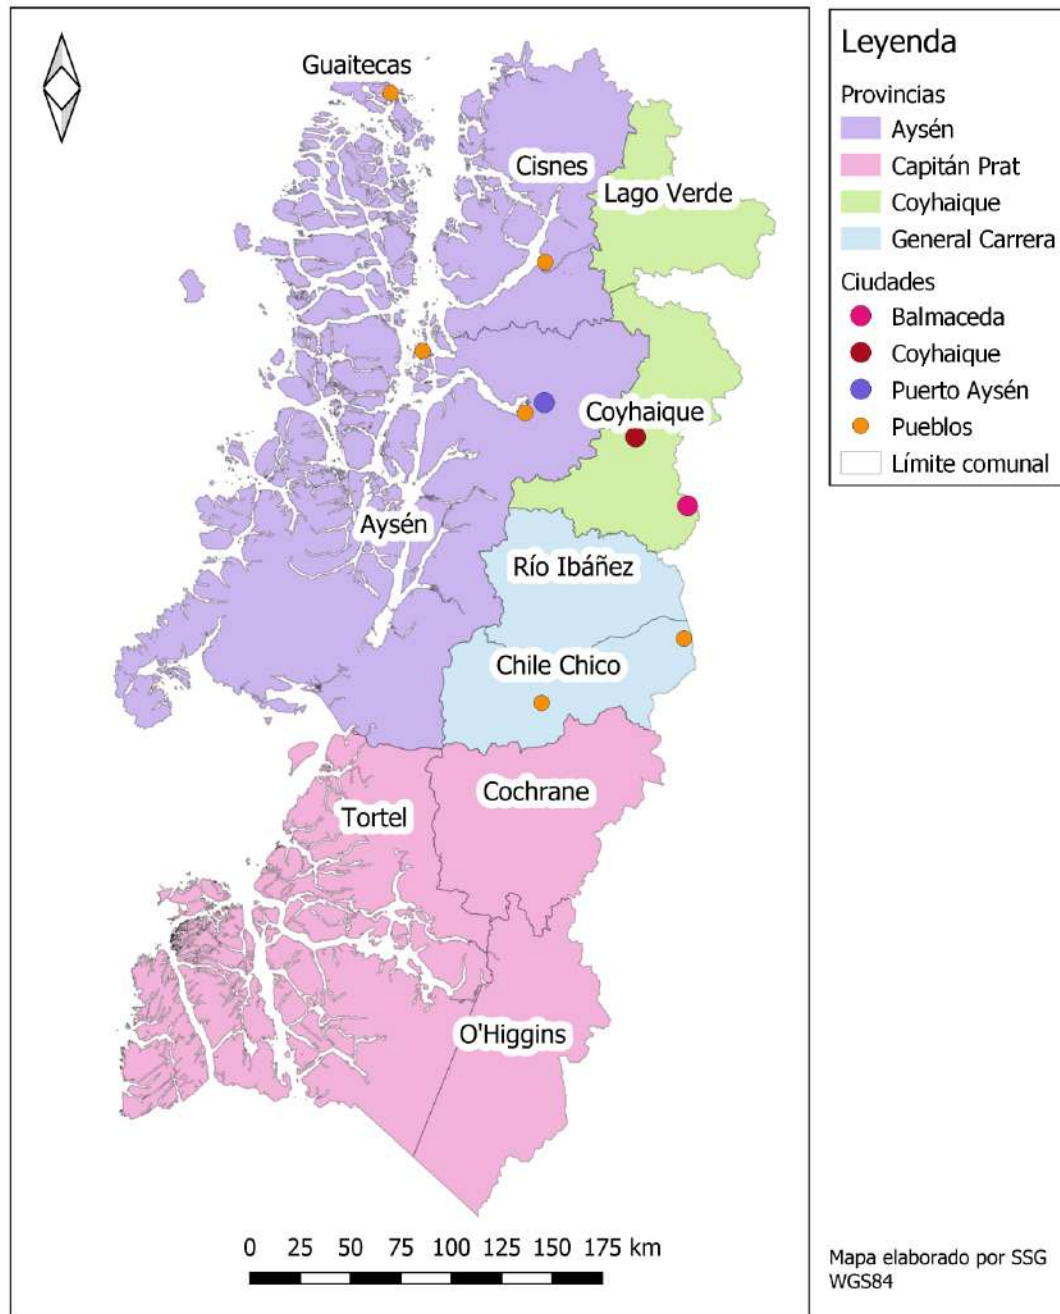 Guaitecas
Cisnes
Lago Verde
Coyhaique
Aysén
Río Ibáñez
Chile Chico
Cochrane
Tortel
O'Higgins
0 25 50 75 100 125 150 175 km
Leyenda
Provincias
Aysén
Capitán Prat
Coyhaique
General Carrera
Ciudades
Balmaceda
Coyhaique
Puerto Aysén
Pueblos
Límite comunal
Mapa elaborado por SSG
WGS84